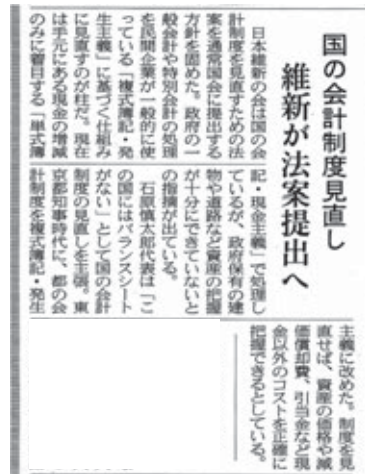 国の会計制度見直し
維新が法案提出へ
日本維新の会は国の会
計制度を見直すための法
案を通常国会に提出する
方針を固めた。政府の一
般会計や特別会計の処理
を民間企業が一般的に使
っている「複式簿記・発
生主義」に基づく仕組み
に見直すのが柱だ。現在
は手元にある現金の増減
のみに着目する「単式簿
記・現金主義」で処理し
ているが、政府保有の建
物や道路など資産の把握
が十分にできていないと
の指摘が出ている。
石原慎太郎代表は「こ
の国にはバランスシート
がない」として国の会計
制度の見直しを主張。東
京都知事時代に、都の会
計制度を複式簿記・発生
主義に改めた。制度を見
直せば、資産の価格や減
価償却費、引当金など現
金以外のコストを正確に
把握できるとしている。